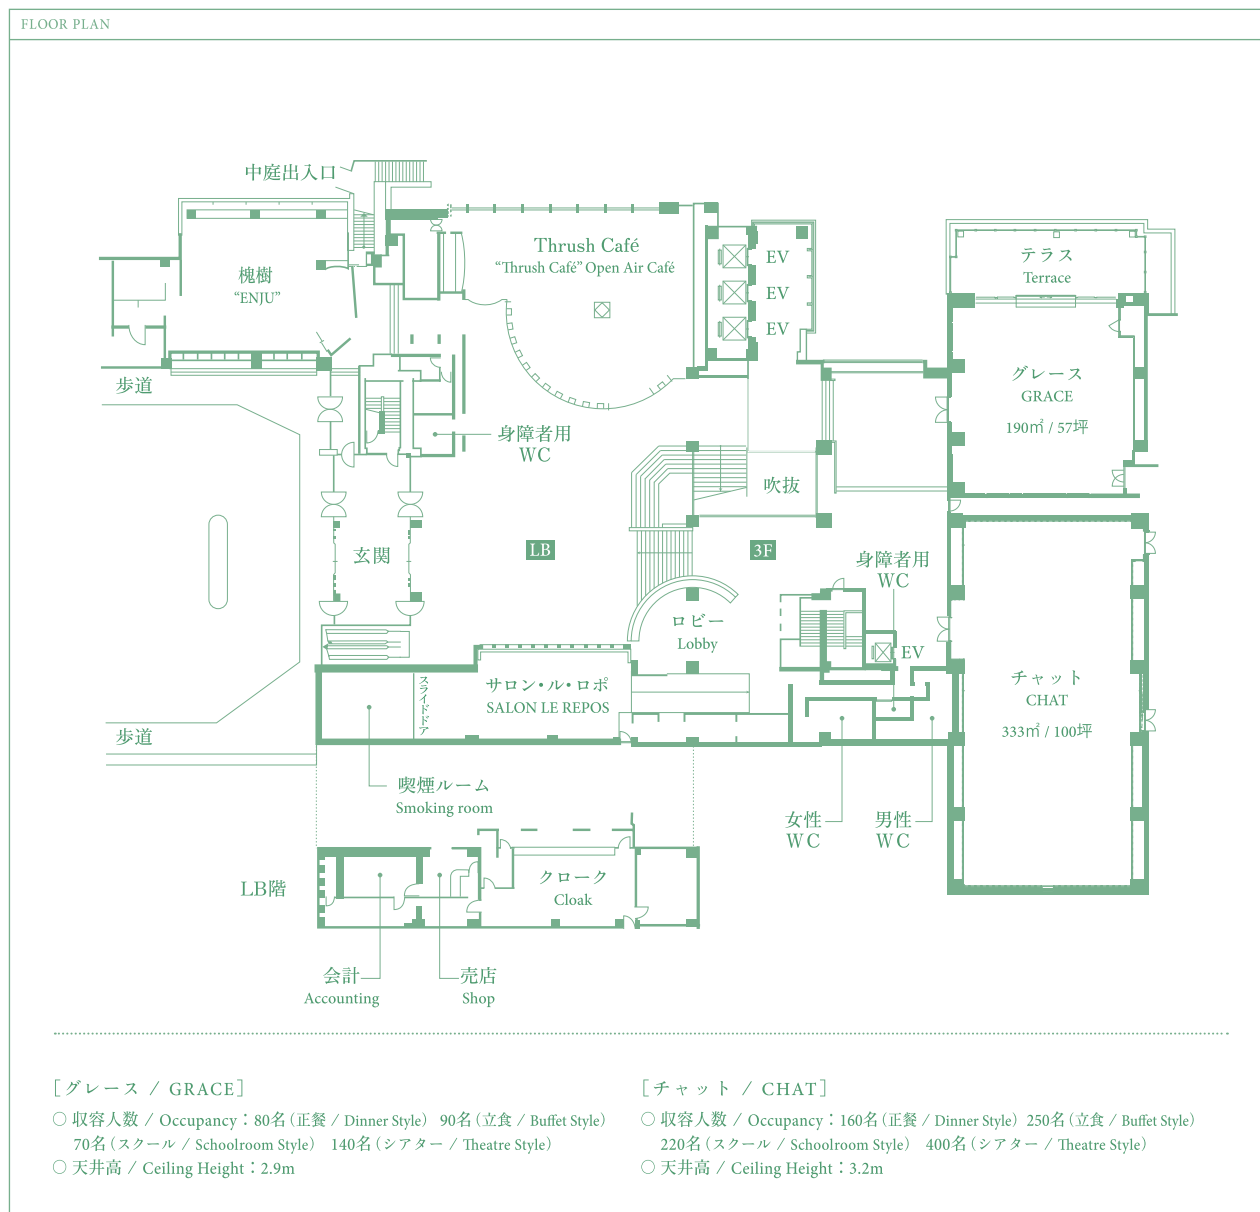 FLOOR PLAN
中庭出入口
Thrush Café
“Thrush Café” Open Air Café
EV
EV
EV
テラス
Terrace
槐樹
“ENJU”
グレース
GRACE
190㎡ / 57坪
歩道
身障者用
WC
吹抜
玄関
LB
3F
身障者用
WC
ロビー
Lobby
EV
スライドドア
サロン・ル・ロポ
SALON LE REPOS
チャット
CHAT
333㎡ / 100坪
歩道
喫煙ルーム
Smoking room
女性
WC
男性
WC
LB階
クローク
Cloak
会計
Accounting
売店
Shop
［グレース / GRACE］
○ 収容人数 / Occupancy：80名（正餐 / Dinner Style） 90名（立食 / Buffet Style）
70名（スクール / Schoolroom Style） 140名（シアター / Theatre Style）
○ 天井高 / Ceiling Height：2.9m
［チャット / CHAT］
○ 収容人数 / Occupancy：160名（正餐 / Dinner Style） 250名（立食 / Buffet Style）
220名（スクール / Schoolroom Style） 400名（シアター / Theatre Style）
○ 天井高 / Ceiling Height：3.2m